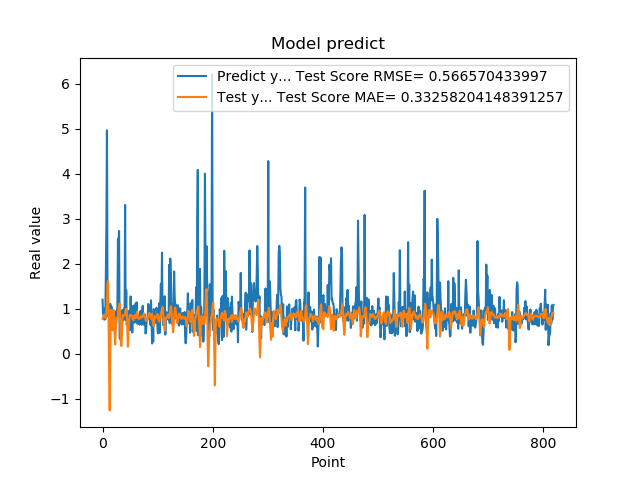 Model predict
Predict y... Test Score RMSE= 0.566570433997
Test y... Test Score MAE= 0.33258204148391257
Real value
6
5
4
3
2
1
0
−1
0 200 400 600 800
Point